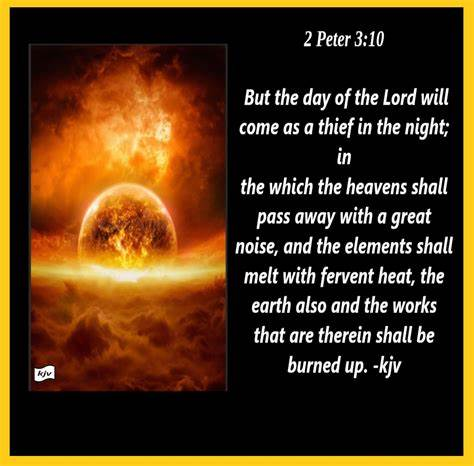 2 Peter 3:10
But the day of the Lord will
come as a thief in the night;
in
the which the heavens shall
pass away with a great
noise, and the elements shall
melt with fervent heat, the
earth also and the works
that are therein shall be
burned up. -kjv
kjv